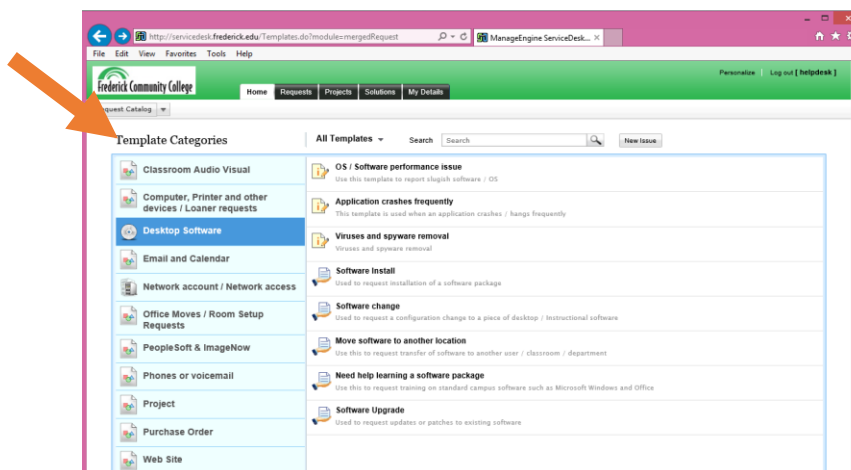 http://servicedesk.frederick.edu/Templates.do?module=mergedRequest
ManageEngine ServiceDesk...
File Edit View Favorites Tools Help
Frederick Community College
Personalize | Log out [ helpdesk ]
Home Requests Projects Solutions My Details
equest Catalog
Template Categories
All Templates Search Search New Issue
Classroom Audio Visual
Computer, Printer and other
devices / Loaner requests
Desktop Software
Email and Calendar
Network account / Network access
Office Moves / Room Setup
Requests
PeopleSoft & ImageNow
Phones or voicemail
Project
Purchase Order
Web Site
OS / Software performance issue
Use this template to report slugish software / OS
Application crashes frequently
This template is used when an application crashes / hangs frequently
Viruses and spyware removal
Viruses and spyware removal
Software Install
Used to request installation of a software package
Software change
Used to request a configuration change to a piece of desktop / Instructional software
Move software to another location
Use this to request transfer of software to another user / classroom / department
Need help learning a software package
Use this to request training on standard campus software such as Microsoft Windows and Office
Software Upgrade
Used to request updates or patches to existing software